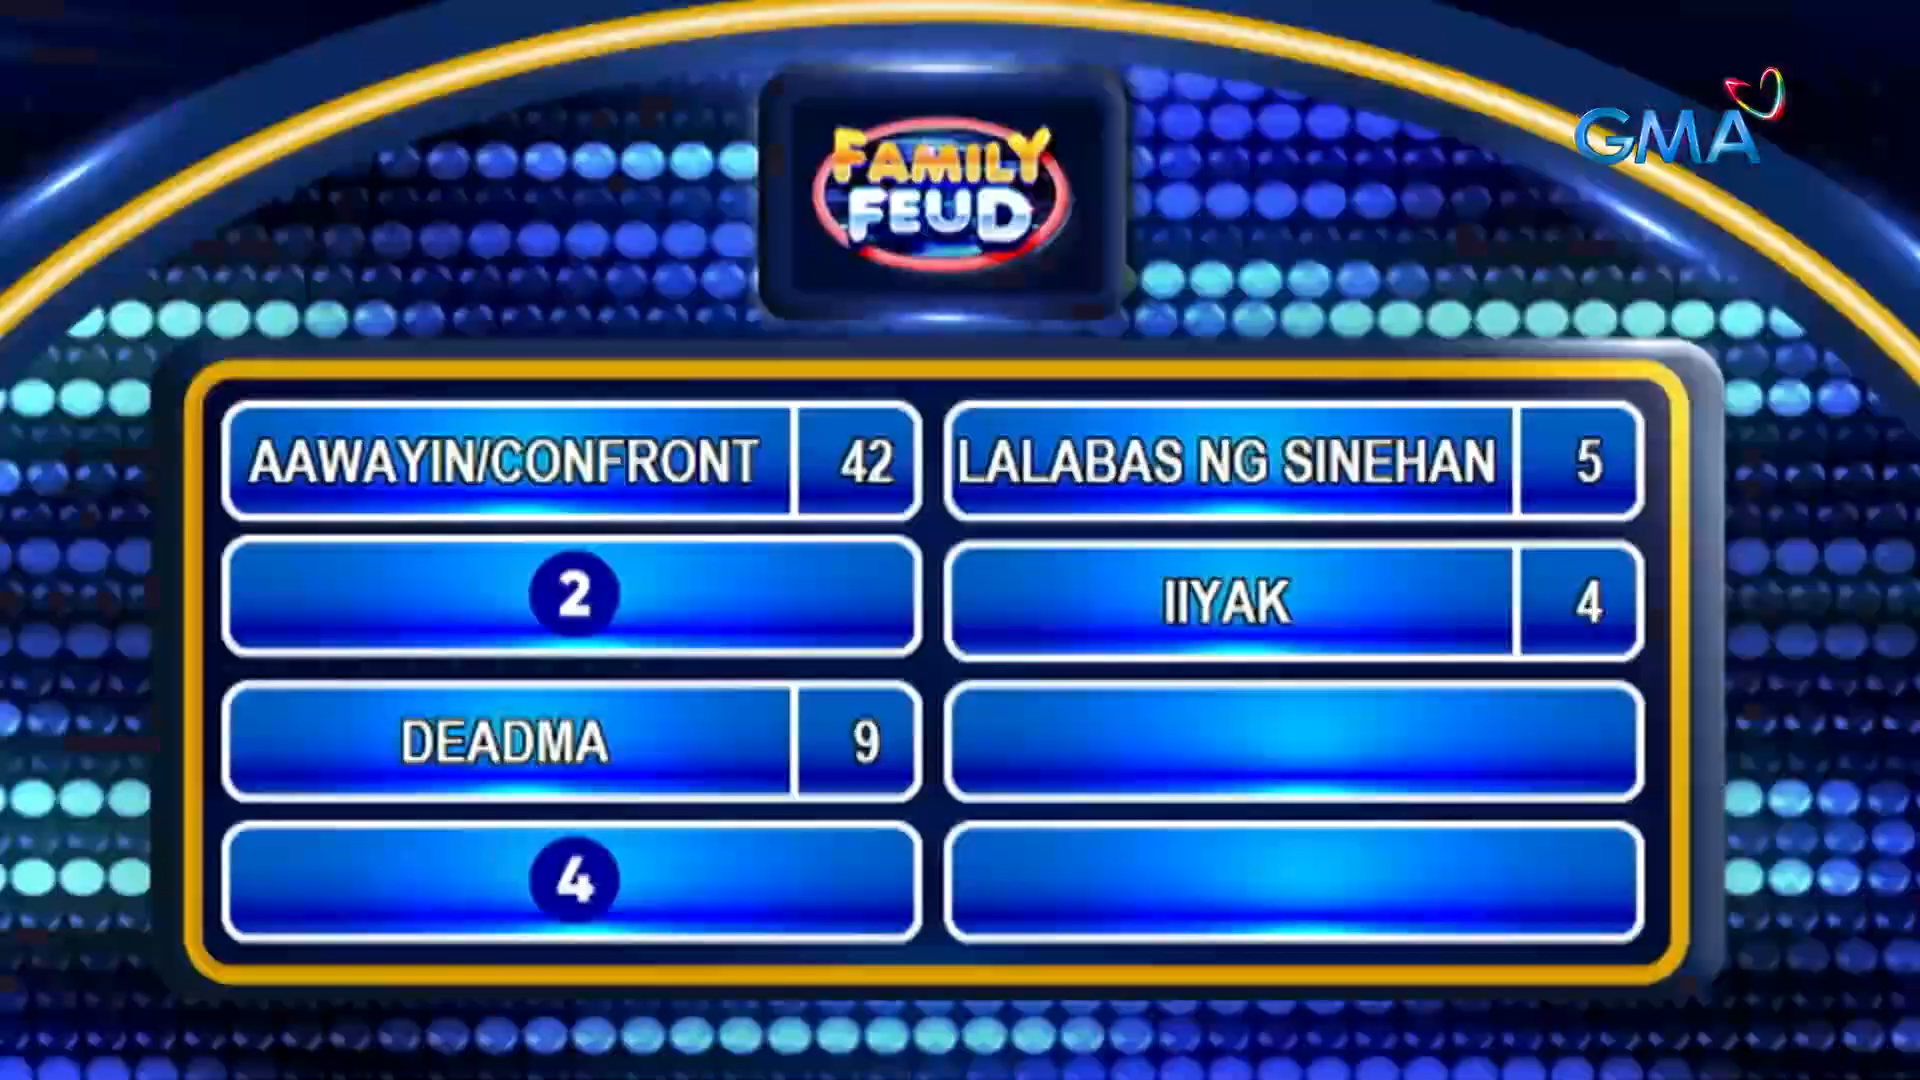 GMA
FAMILY
FEUD
AAWAYIN/CONFRONT 42
LALABAS NG SINEHAN 5
2
IIYAK 4
DEADMA 9
4